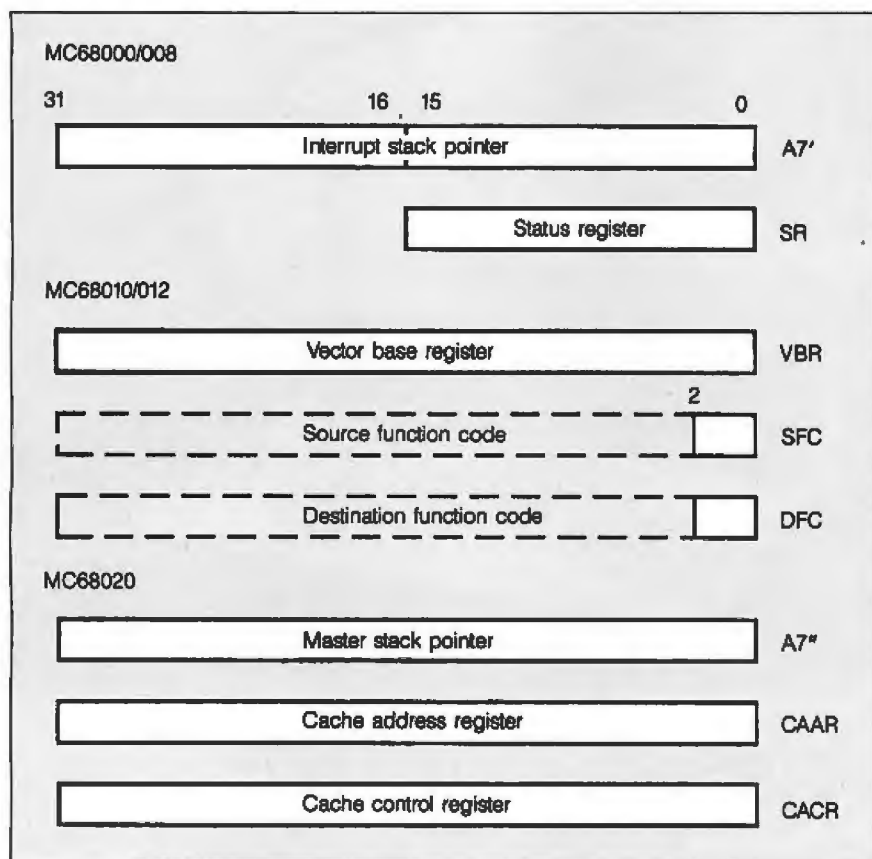 MC68000/008
31 16 15 0
Interrupt stack pointer A7'
Status register SR
MC68010/012
Vector base register VBR
2
Source function code SFC
Destination function code DFC
MC68020
Master stack pointer A7"
Cache address register CAAR
Cache control register CACR